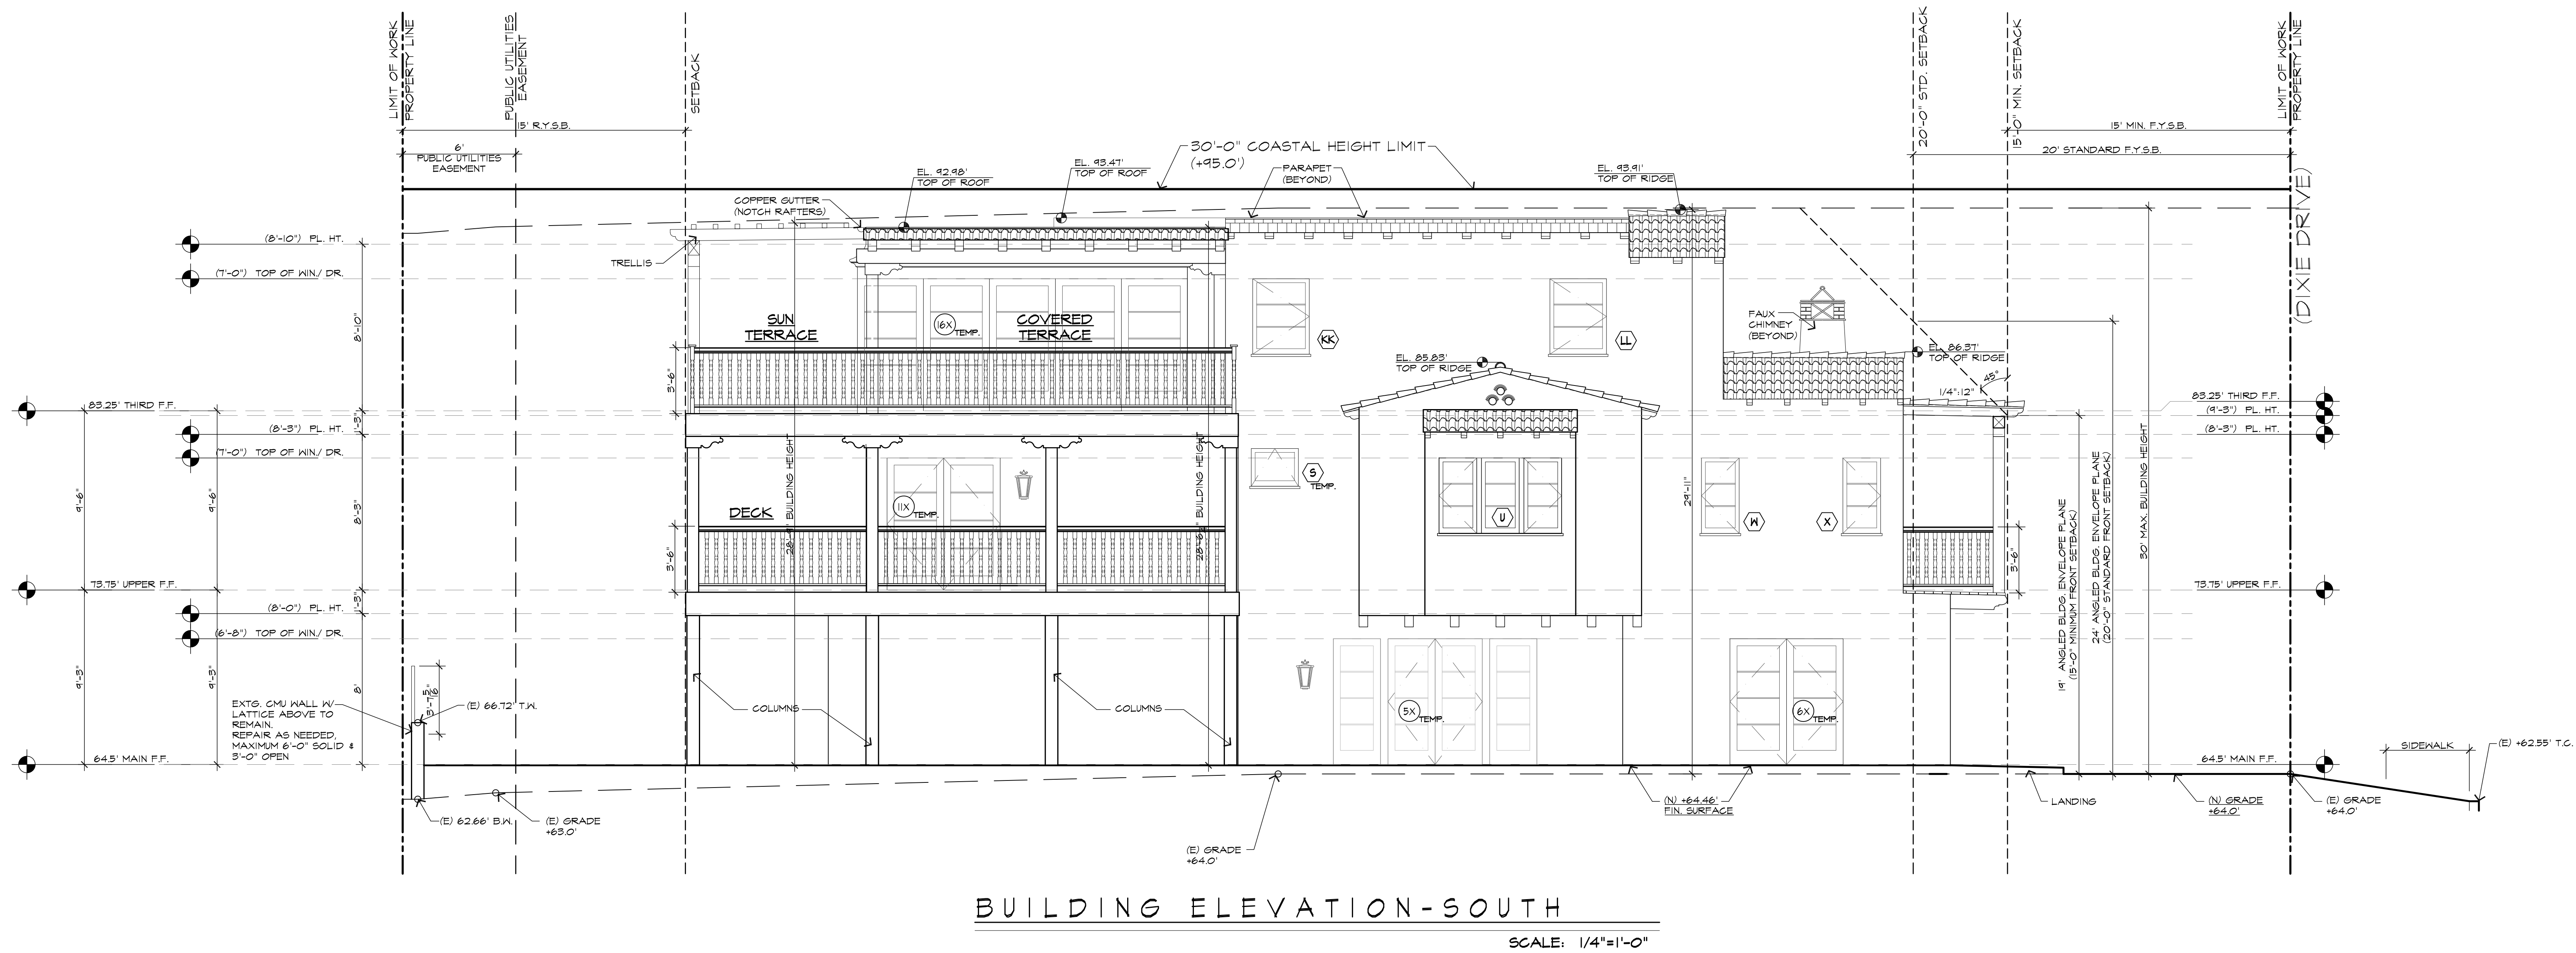 LIMIT OF WORK
PROPERTY LINE
PUBLIC UTILITIES
EASEMENT
SETBACK
20'-0" STD. SETBACK
15'-0" MIN. SETBACK
LIMIT OF WORK
PROPERTY LINE
15' R.Y.S.B.
15' MIN. F.Y.S.B.
6'
PUBLIC UTILITIES
EASEMENT
20' STANDARD F.Y.S.B.
30'-0" COASTAL HEIGHT LIMIT
(+95.0')
EL. 92.98'
TOP OF ROOF
EL. 93.47'
TOP OF ROOF
PARAPET
(BEYOND)
EL. 93.91'
TOP OF RIDGE
(DIXIE DRIVE)
COPPER GUTTER
(NOTCH RAFTERS)
TRELLIS
(8'-10") PL. HT.
(7'-0") TOP OF WIN./ DR.
8'-10"
SUN
TERRACE
16X
TEMP.
COVERED
TERRACE
KK
LL
FAUX
CHIMNEY
(BEYOND)
EL. 85.83'
TOP OF RIDGE
EL. 86.37'
TOP OF RIDGE
45°
1/4":12"
3'-6"
83.25' THIRD F.F.
1'-3"
(8'-3") PL. HT.
(7'-0") TOP OF WIN./ DR.
83.25' THIRD F.F.
(9'-3") PL. HT.
(8'-3") PL. HT.
9'-6"
9'-6"
8'-3"
DECK
11X
TEMP.
S
TEMP.
U
W
X
3'-6"
3'-6"
BUILDING HEIGHT
BUILDING HEIGHT
29'-11"
19' ANGLED BLDG. ENVELOPE PLANE
(15'-0" MINIMUM FRONT SETBACK)
24' ANGLED BLDG. ENVELOPE PLANE
(20'-0" STANDARD FRONT SETBACK)
30' MAX. BUILDING HEIGHT
73.75' UPPER F.F.
73.75' UPPER F.F.
1'-3"
(8'-0") PL. HT.
(6'-8") TOP OF WIN./ DR.
9'-3"
9'-3"
8'
EXTG. CMU WALL W/
LATTICE ABOVE TO
REMAIN.
REPAIR AS NEEDED,
MAXIMUM 6'-0" SOLID &
3'-0" OPEN
(E) 66.72' T.W.
COLUMNS
COLUMNS
5X
TEMP.
6X
TEMP.
64.5' MAIN F.F.
64.5' MAIN F.F.
SIDEWALK
(E) +62.55' T.C.
(E) 62.66' B.W.
(E) GRADE
+63.0'
(E) GRADE
+64.0'
(N) +64.46'
FIN. SURFACE
LANDING
(N) GRADE
+64.0'
(E) GRADE
+64.0'
BUILDING ELEVATION-SOUTH
SCALE: 1/4"=1'-0"